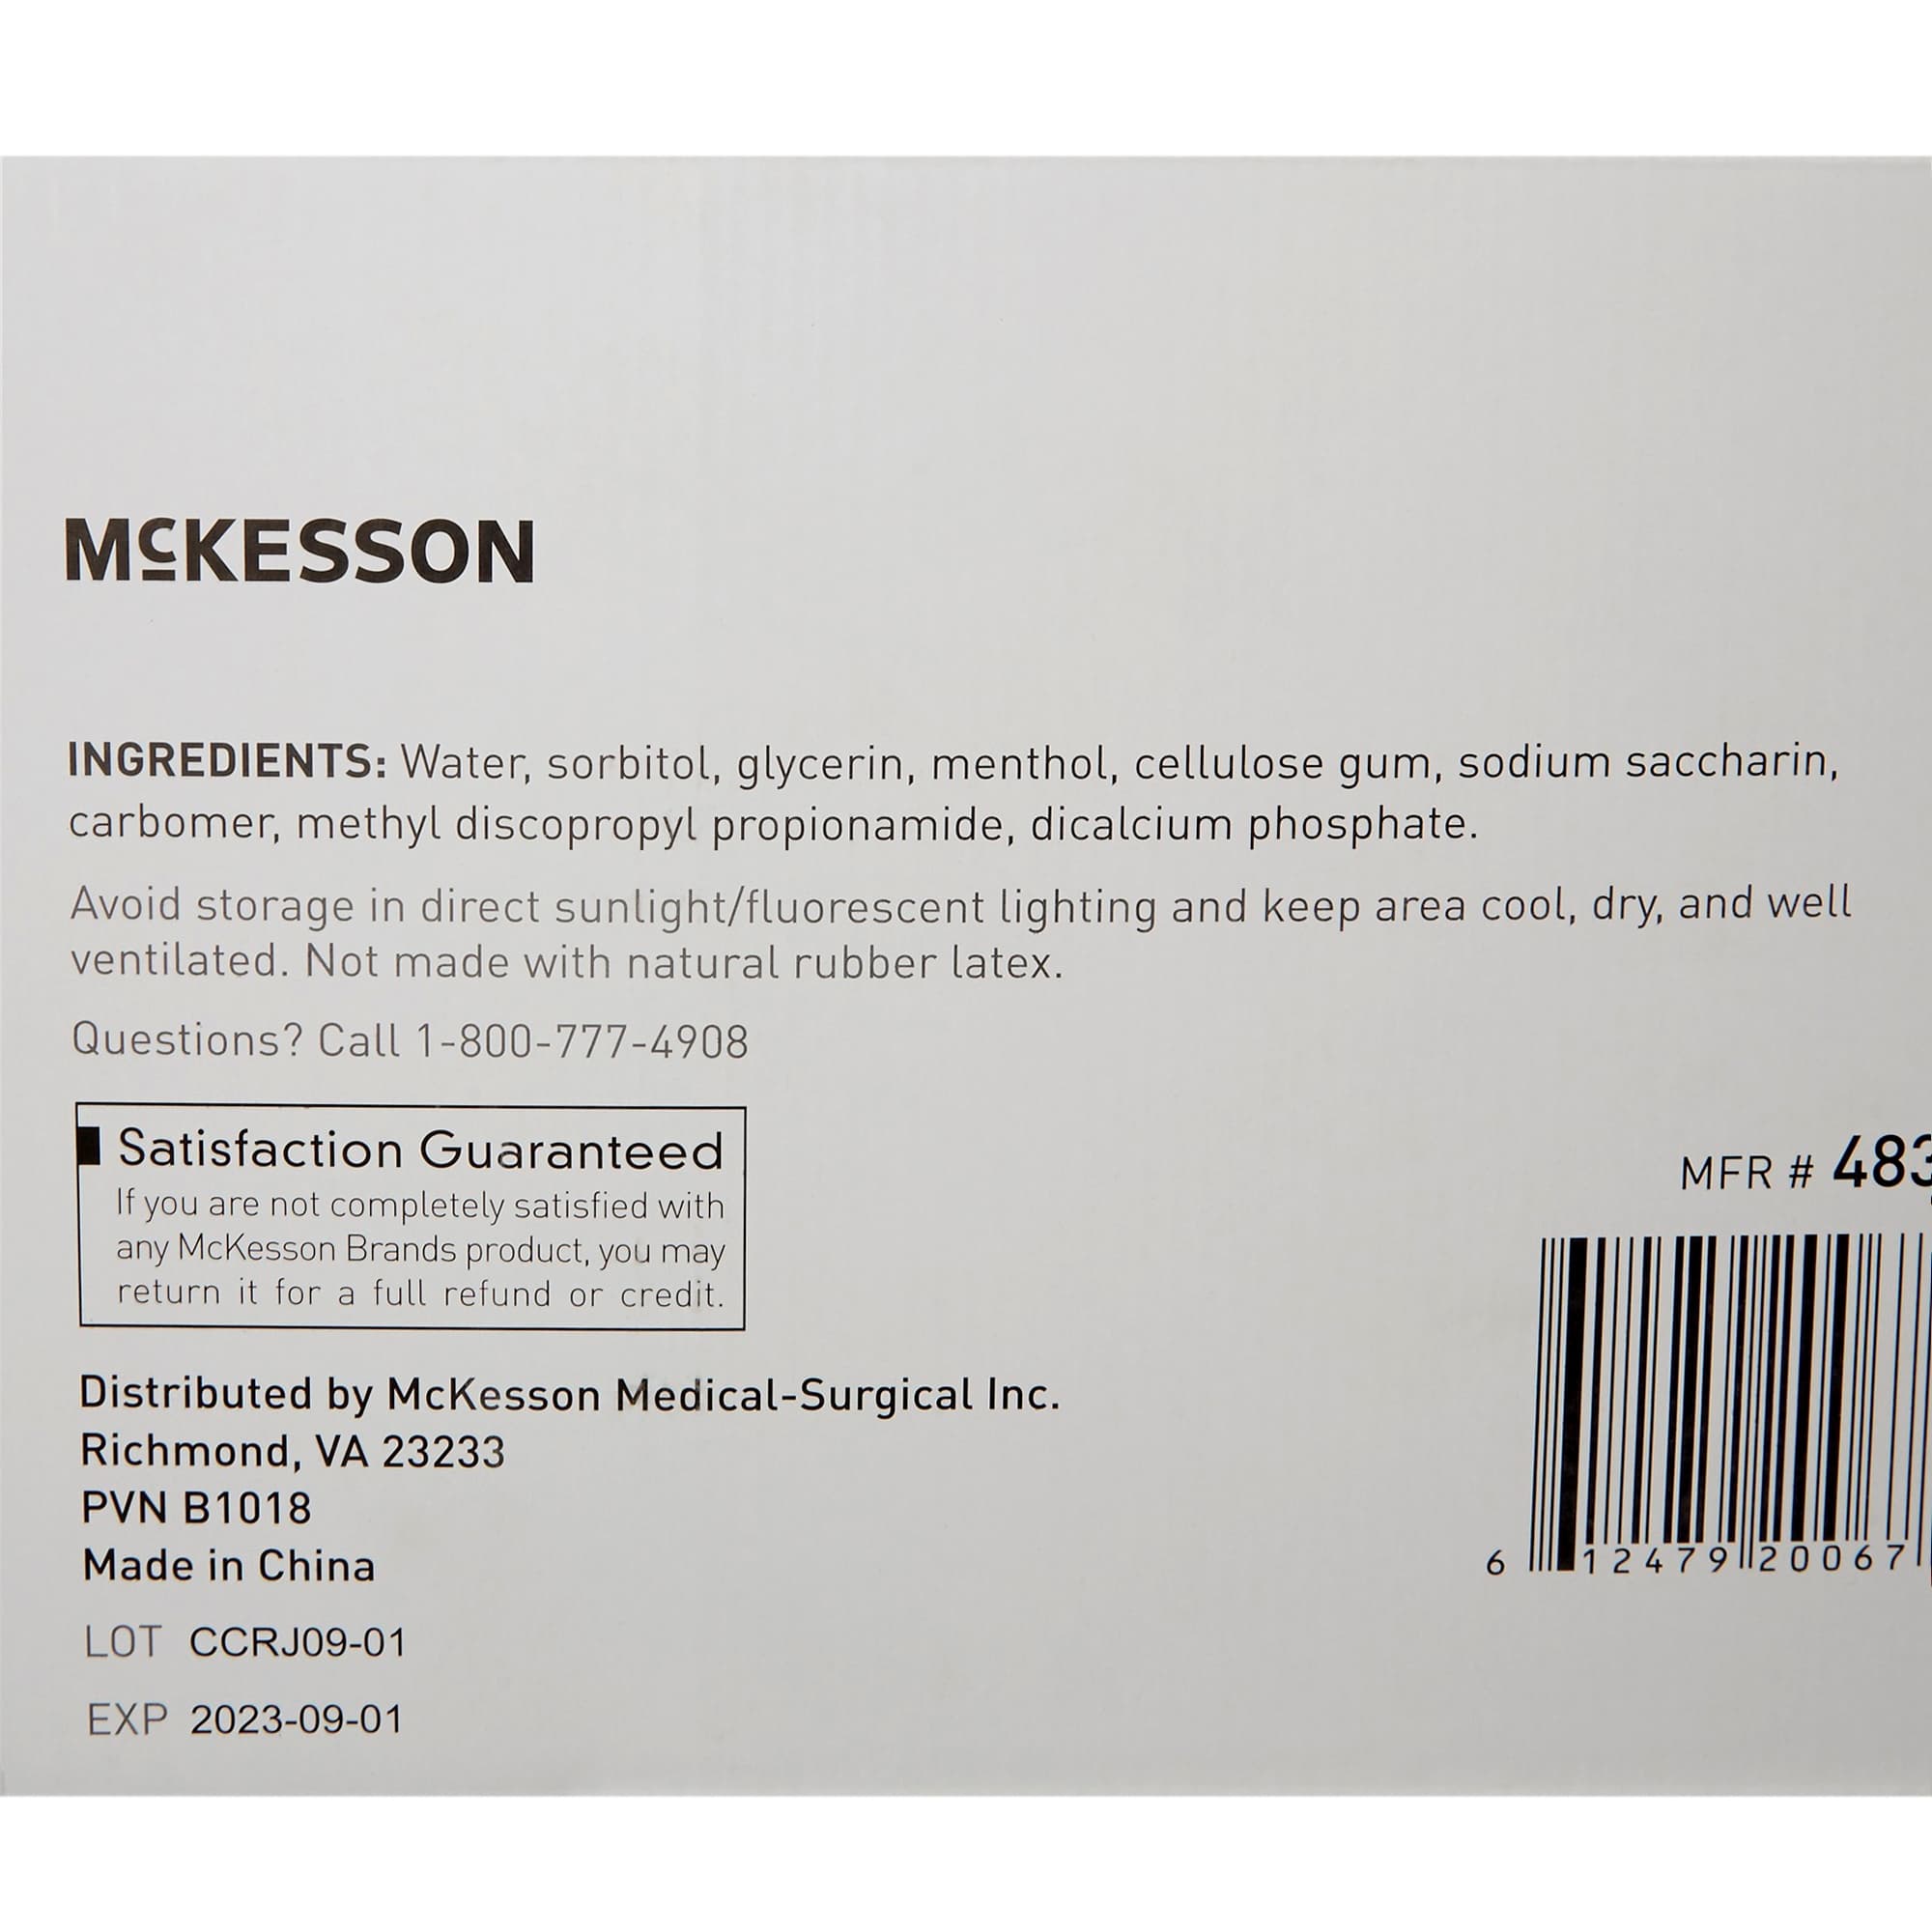 McKESSON
INGREDIENTS: Water, sorbitol, glycerin, menthol, cellulose gum, sodium saccharin,
carbomer, methyl discopropyl propionamide, dicalcium phosphate.
Avoid storage in direct sunlight/fluorescent lighting and keep area cool, dry, and well
ventilated. Not made with natural rubber latex.
Questions? Call 1-800-777-4908
Satisfaction Guaranteed
If you are not completely satisfied with
any McKesson Brands product, you may
return it for a full refund or credit.
MFR # 483
Distributed by McKesson Medical-Surgical Inc.
Richmond, VA 23233
PVN B1018
Made in China
6 12479 20067
LOT CCRJ09-01
EXP 2023-09-01